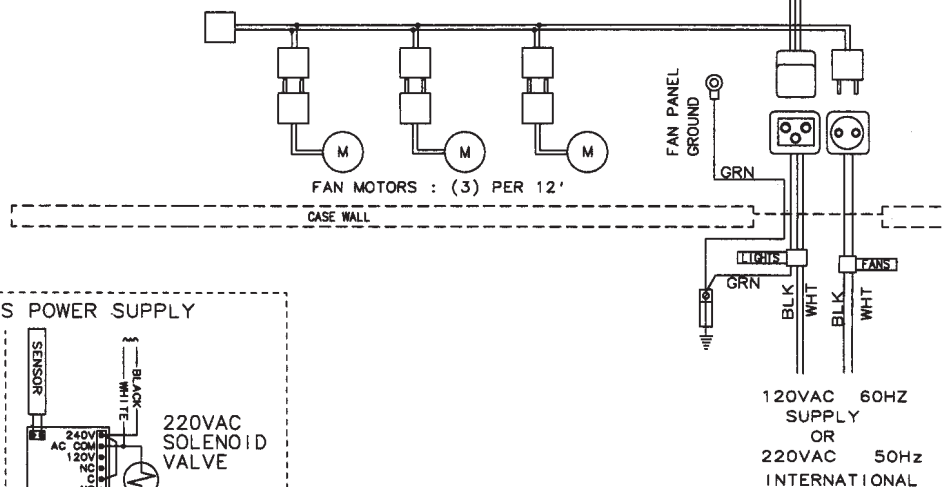 FAN PANEL
GROUND
M
M
M
FAN MOTORS : (3) PER 12'
GRN
CASE WALL
LIGHTS
FANS
GRN
BLK
WHT
BLK
WHT
S POWER SUPPLY
SENSOR
BLACK
WHITE
220VAC
SOLENOID
VALVE
240V
AC COM
120V
NC
C
120VAC 60HZ
SUPPLY
OR
220VAC 50Hz
INTERNATIONAL